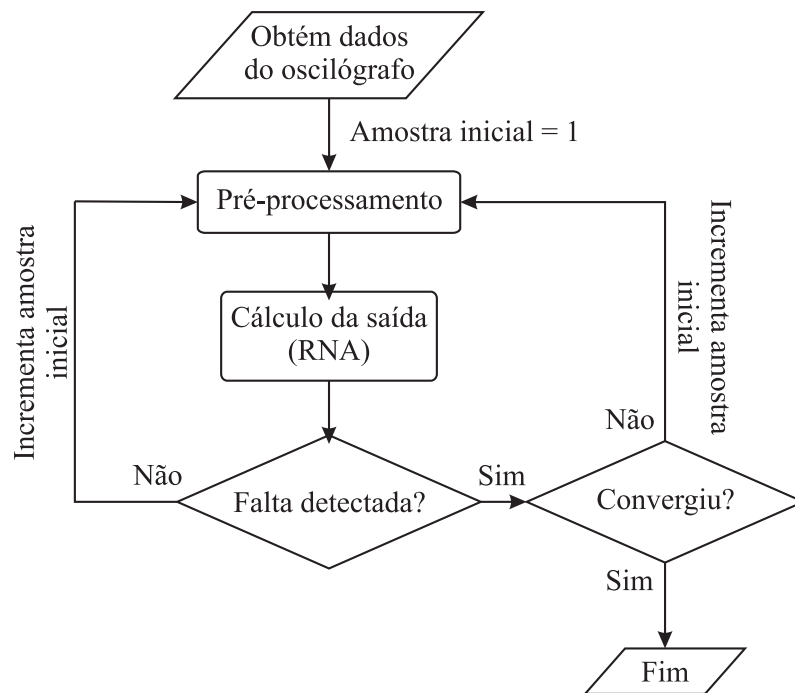 Obtém dados
do oscilógrafo
Amostra inicial = 1
Pré-processamento
Incrementa amostra
inicial
Incrementa amostra
inicial
Cálculo da saída
(RNA)
Não
Falta detectada?
Sim
Não
Convergiu?
Sim
Fim